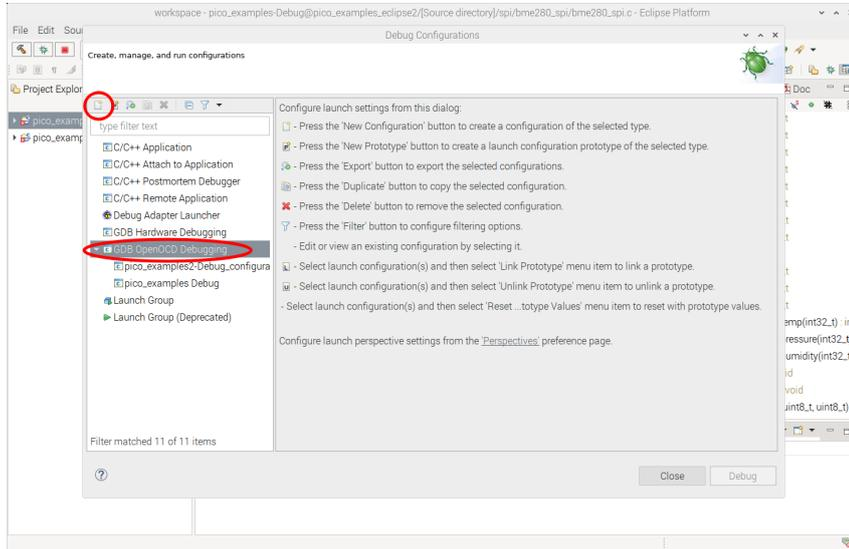 workspace - pico_examples-Debug@pico_examples_eclipse2/[Source directory]/spi/bme280_spi/bme280_spi.c - Eclipse Platform
File Edit Sou
Debug Configurations
Create, manage, and run configurations
Project Explor
pico_examp
pico_examp
type filter text
C/C++ Application
C/C++ Attach to Application
C/C++ Postmortem Debugger
C/C++ Remote Application
Debug Adapter Launcher
GDB Hardware Debugging
GDB OpenOCD Debugging
pico_examples2-Debug_configura
pico_examples Debug
Launch Group
Launch Group (Deprecated)
Filter matched 11 of 11 items
Configure launch settings from this dialog:
- Press the 'New Configuration' button to create a configuration of the selected type.
- Press the 'New Prototype' button to create a launch configuration prototype of the selected type.
- Press the 'Export' button to export the selected configurations.
- Press the 'Duplicate' button to copy the selected configuration.
- Press the 'Delete' button to remove the selected configuration.
- Press the 'Filter' button to configure filtering options.
- Edit or view an existing configuration by selecting it.
- Select launch configuration(s) and then select 'Link Prototype' menu item to link a prototype.
- Select launch configuration(s) and then select 'Unlink Prototype' menu item to unlink a prototype.
- Select launch configuration(s) and then select 'Reset ...totype Values' menu item to reset with prototype values.
Configure launch perspective settings from the 'Perspectives' preference page.
Close
Debug
Doc
t
t
t
t
t
t
t
t
t
t
emp(int32_t) : in
ressure(int32_t
umidity(int32_t
id
void
uint8_t, uint8_t)